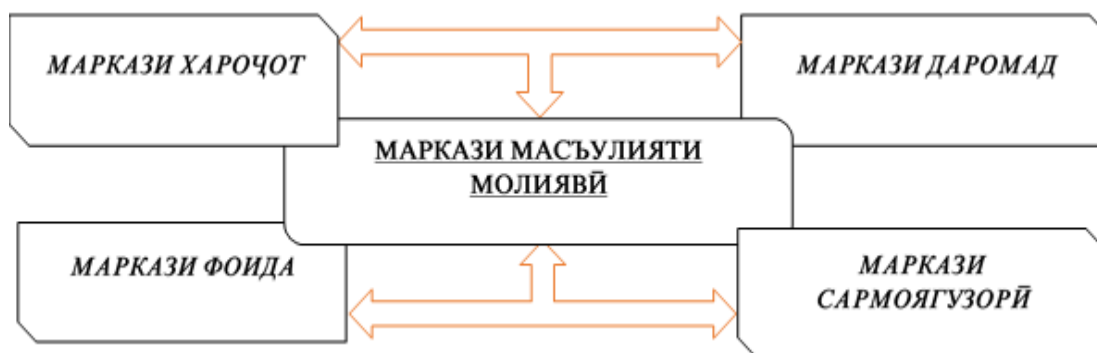 МАРКАЗИ ХАРОҶОТ
МАРКАЗИ ДАРОМАД
МАРКАЗИ МАСЪУЛИЯТИ
МОЛИЯВӢ
МАРКАЗИ ФОИДА
МАРКАЗИ
САРМОЯГУЗОРӢ